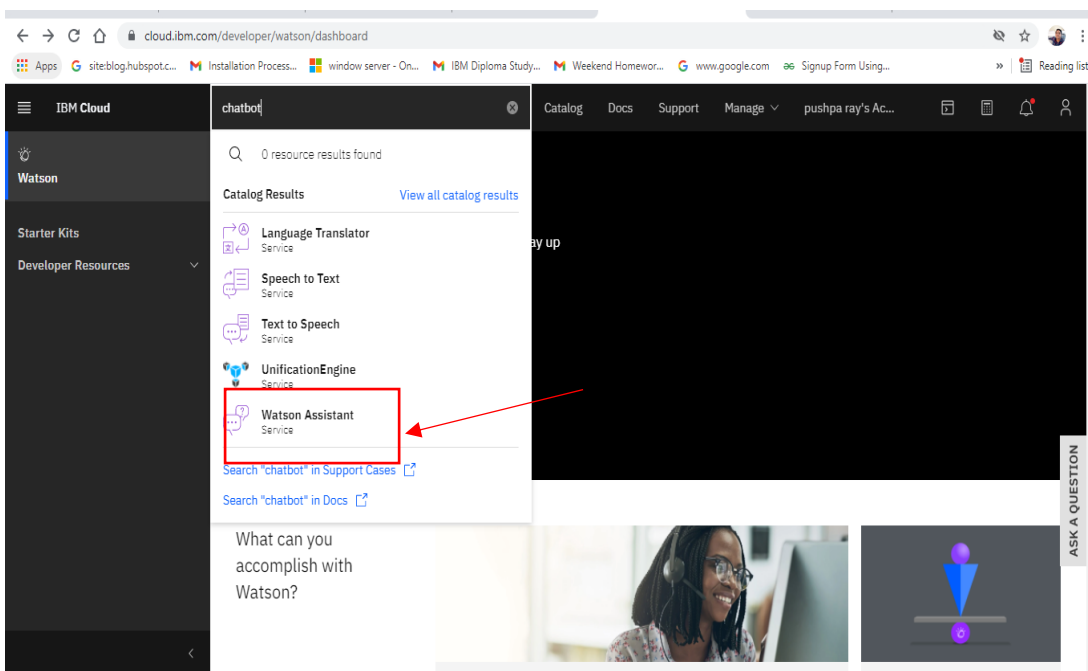 cloud.ibm.com/developer/watson/dashboard
Apps
site:blog.hubspot.c...
Installation Process...
window server - On...
IBM Diploma Study...
Weekend Homewor...
www.google.com
Signup Form Using...
»
Reading list
IBM Cloud
chatbot
Catalog
Docs
Support
Manage
pushpa ray's Ac...
Watson
Starter Kits
Developer Resources
0 resource results found
Catalog Results
View all catalog results
Language Translator
Service
Speech to Text
Service
Text to Speech
Service
UnificationEngine
Service
Watson Assistant
Service
Search "chatbot" in Support Cases
Search "chatbot" in Docs
ay up
ASK A QUESTION
What can you
accomplish with
Watson?